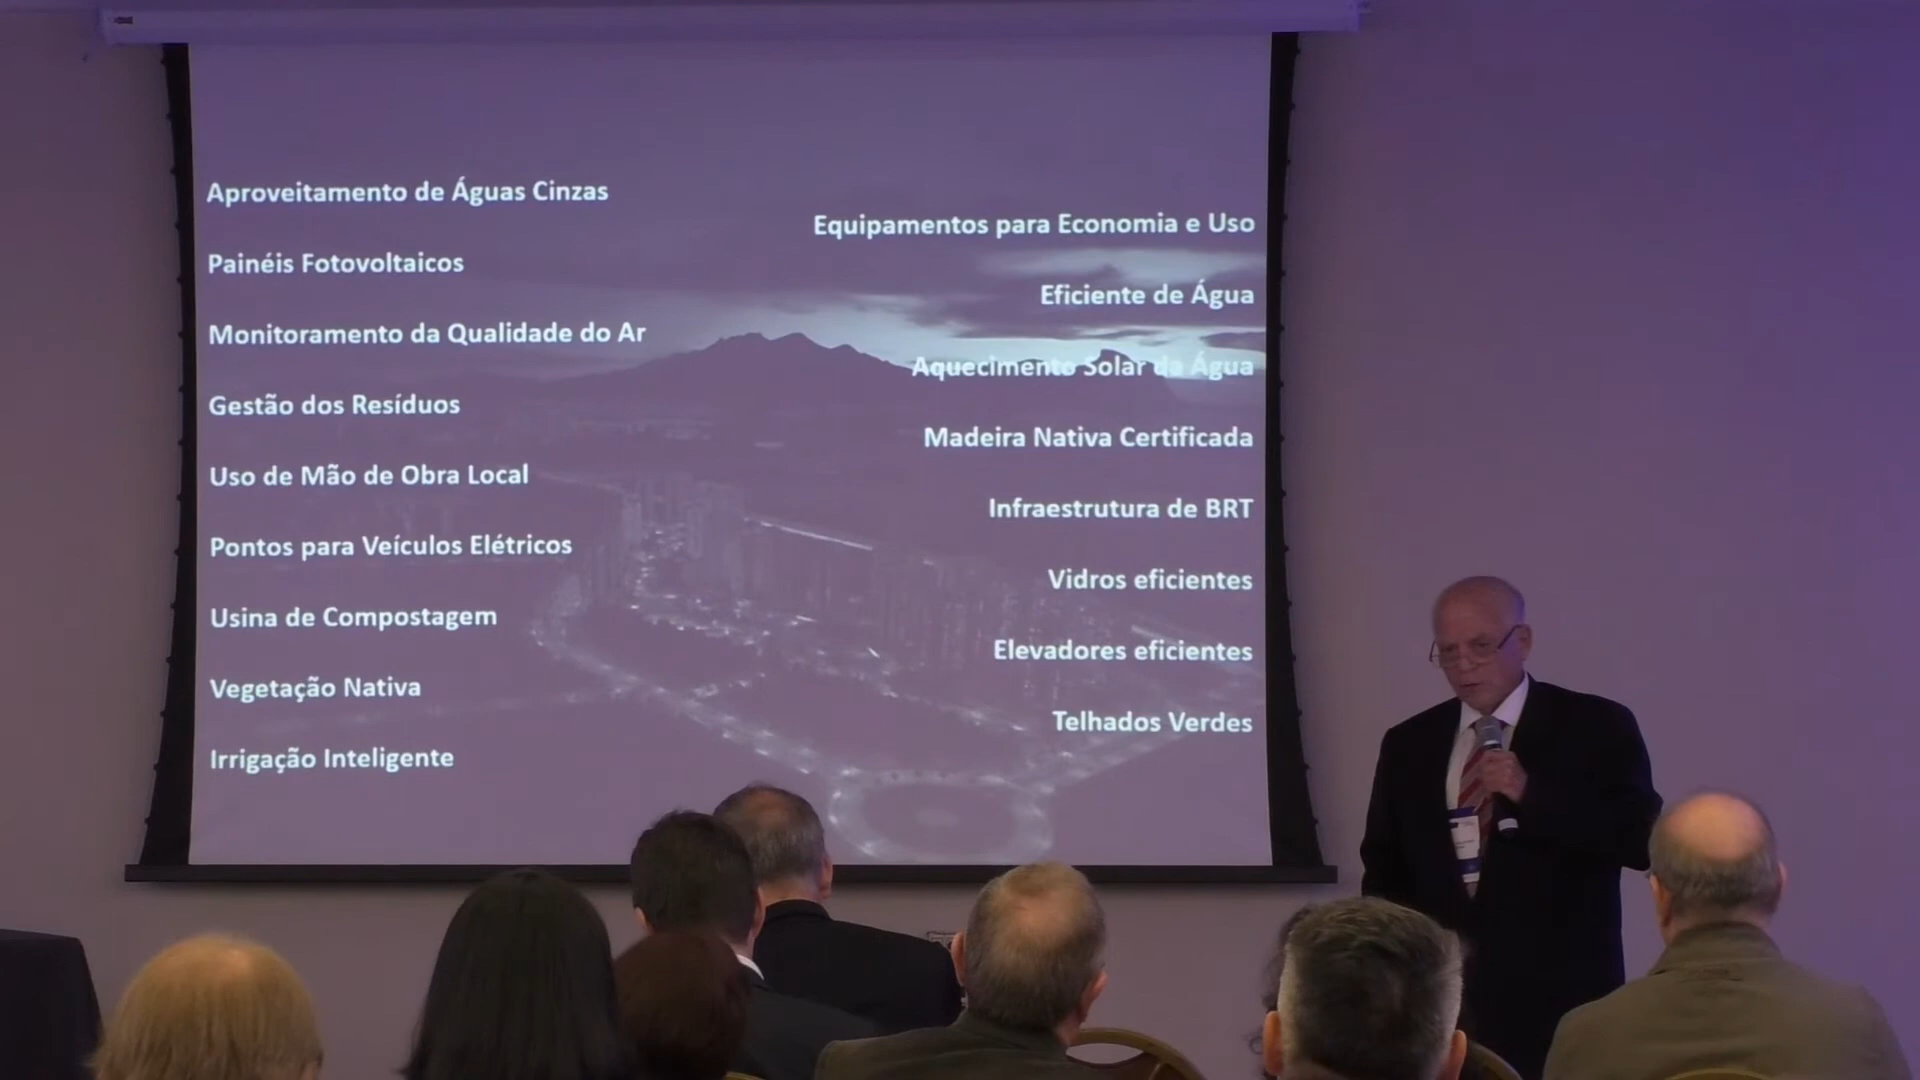 Aproveitamento de Águas Cinzas
Painéis Fotovoltaicos
Monitoramento da Qualidade do Ar
Gestão dos Resíduos
Uso de Mão de Obra Local
Pontos para Veículos Elétricos
Usina de Compostagem
Vegetação Nativa
Irrigação Inteligente
Equipamentos para Economia e Uso
Eficiente de Água
Aquecimento Solar da Água
Madeira Nativa Certificada
Infraestrutura de BRT
Vidros eficientes
Elevadores eficientes
Telhados Verdes